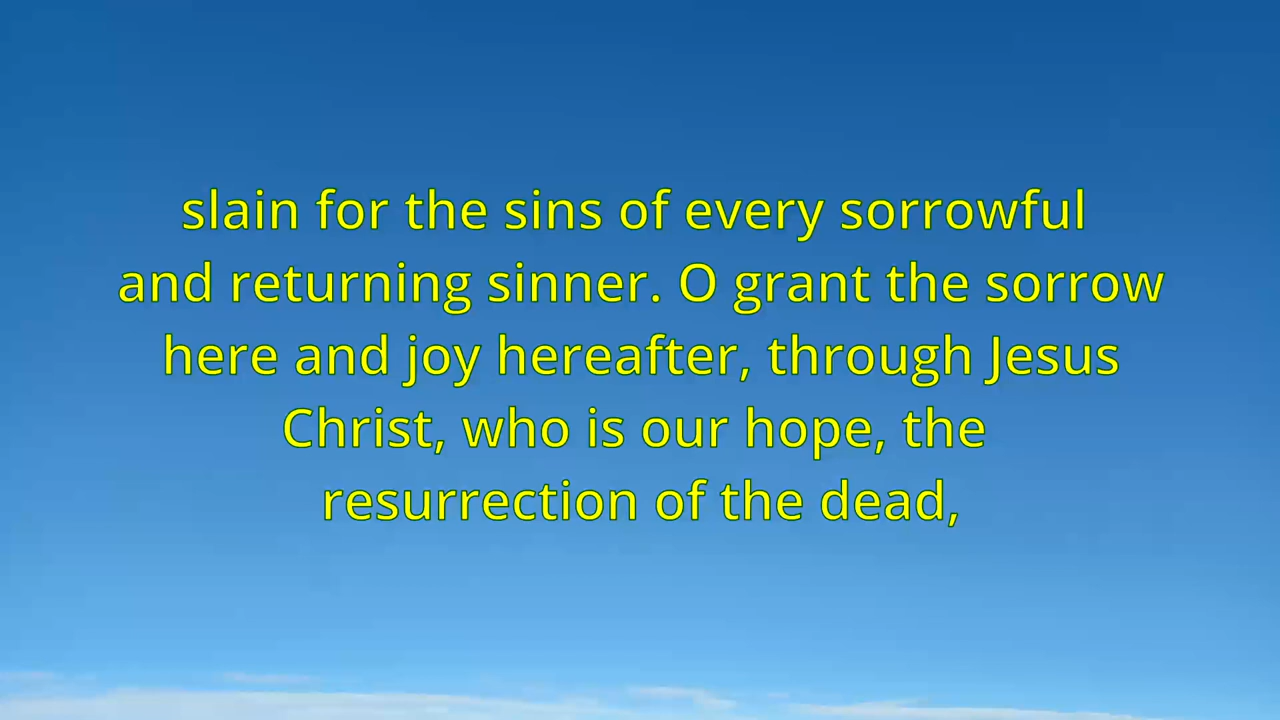 slain for the sins of every sorrowful
and returning sinner. O grant the sorrow
here and joy hereafter, through Jesus
Christ, who is our hope, the
resurrection of the dead,